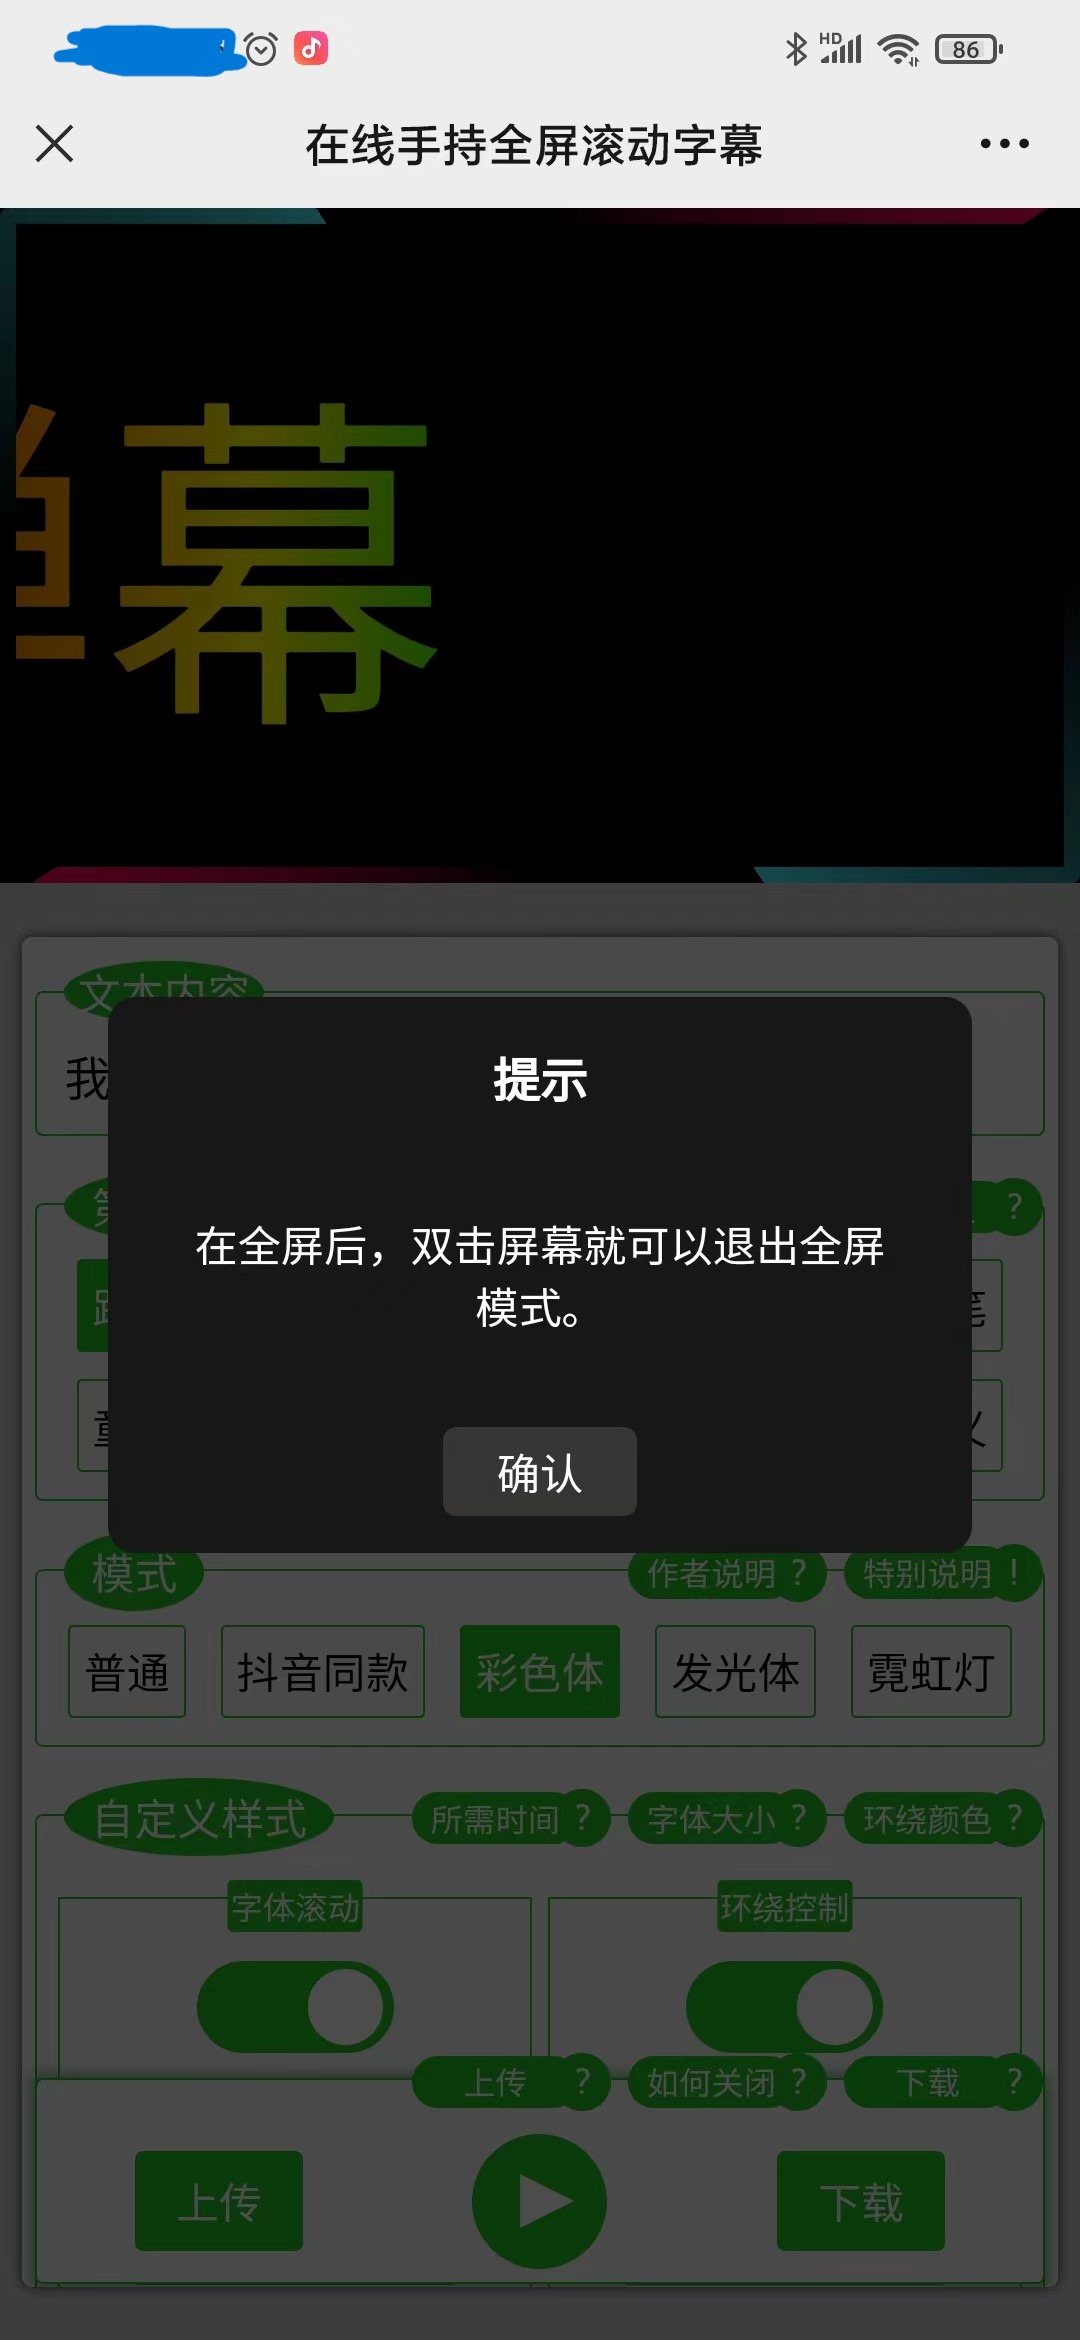 HD
86
在线手持全屏滚动字幕
幕
文本内容
我
提示
在全屏后，双击屏幕就可以退出全屏
模式。
确认
?
模式
作者说明 ?
特别说明 !
普通
抖音同款
彩色体
发光体
霓虹灯
自定义样式
所需时间 ?
字体大小 ?
环绕颜色 ?
字体滚动
环绕控制
上传 ?
如何关闭 ?
下载 ?
上传
下载